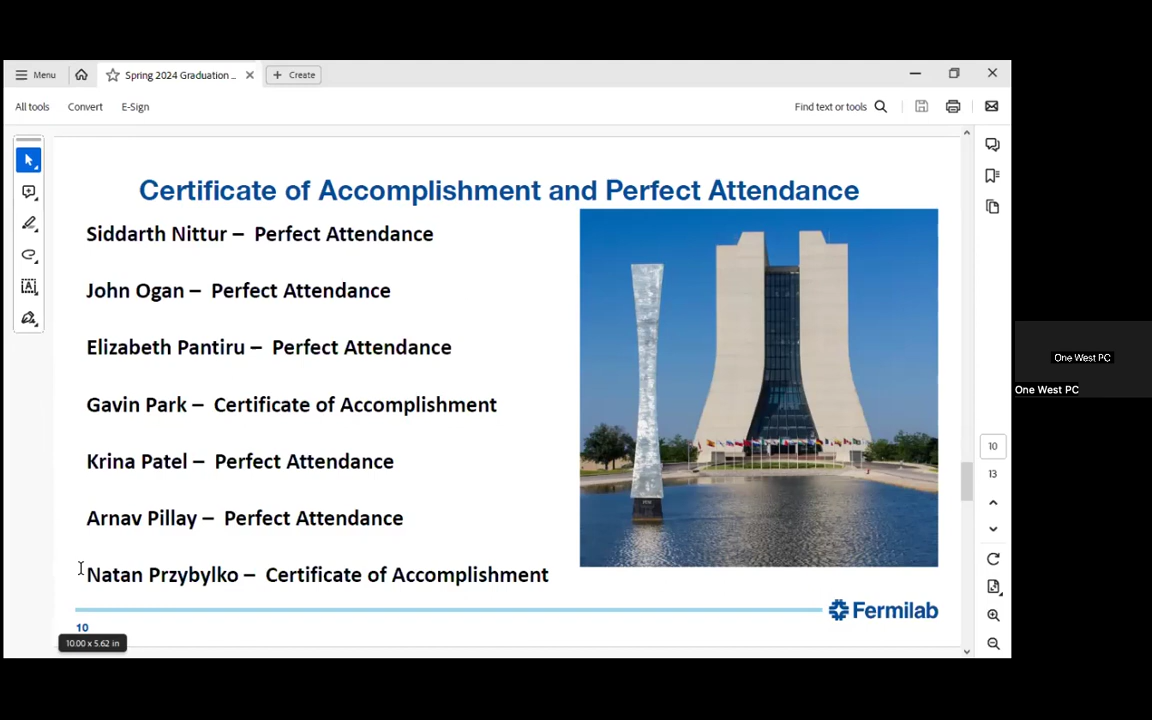 Menu
Spring 2024 Graduation ...
Create
All tools
Convert
E-Sign
Find text or tools
Certificate of Accomplishment and Perfect Attendance
Siddarth Nittur – Perfect Attendance
John Ogan – Perfect Attendance
Elizabeth Pantiru – Perfect Attendance
Gavin Park – Certificate of Accomplishment
Krina Patel – Perfect Attendance
Arnav Pillay – Perfect Attendance
Natan Przybylko – Certificate of Accomplishment
Fermilab
10
10.00 x 5.62 in
10
13
One West PC
One West PC